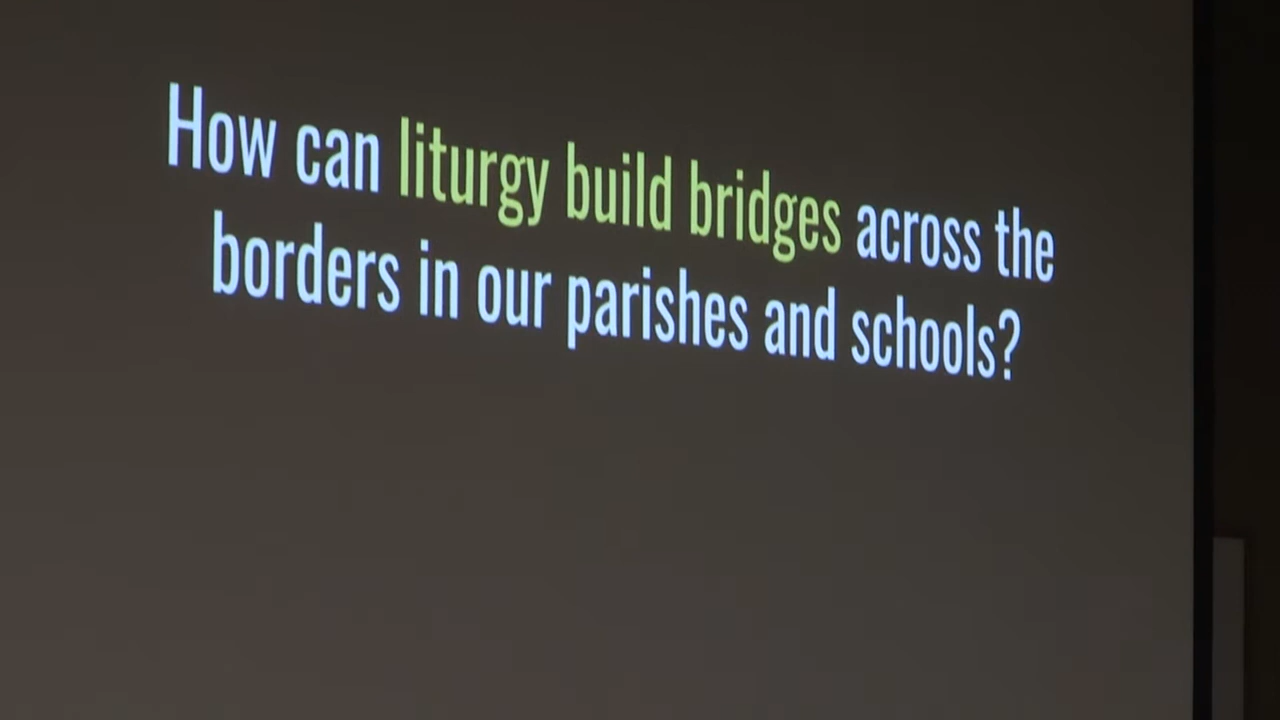 How can liturgy build bridges across the
borders in our parishes and schools?